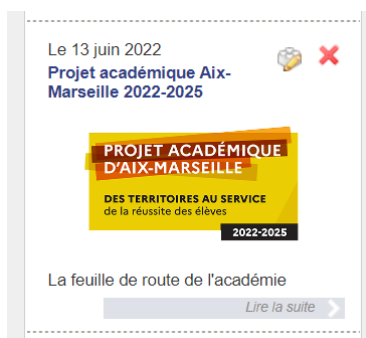 Le 13 juin 2022
Projet académique Aix-
Marseille 2022-2025
PROJET ACADÉMIQUE
D'AIX-MARSEILLE
DES TERRITOIRES AU SERVICE
de la réussite des élèves
2022-2025
La feuille de route de l'académie
Lire la suite